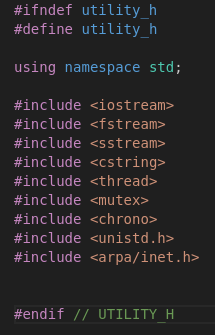 #ifndef utility_h
#define utility_h
using namespace std;
#include <iostream>
#include <fstream>
#include <sstream>
#include <cstring>
#include <thread>
#include <mutex>
#include <chrono>
#include <unistd.h>
#include <arpa/inet.h>
#endif // UTILITY_H